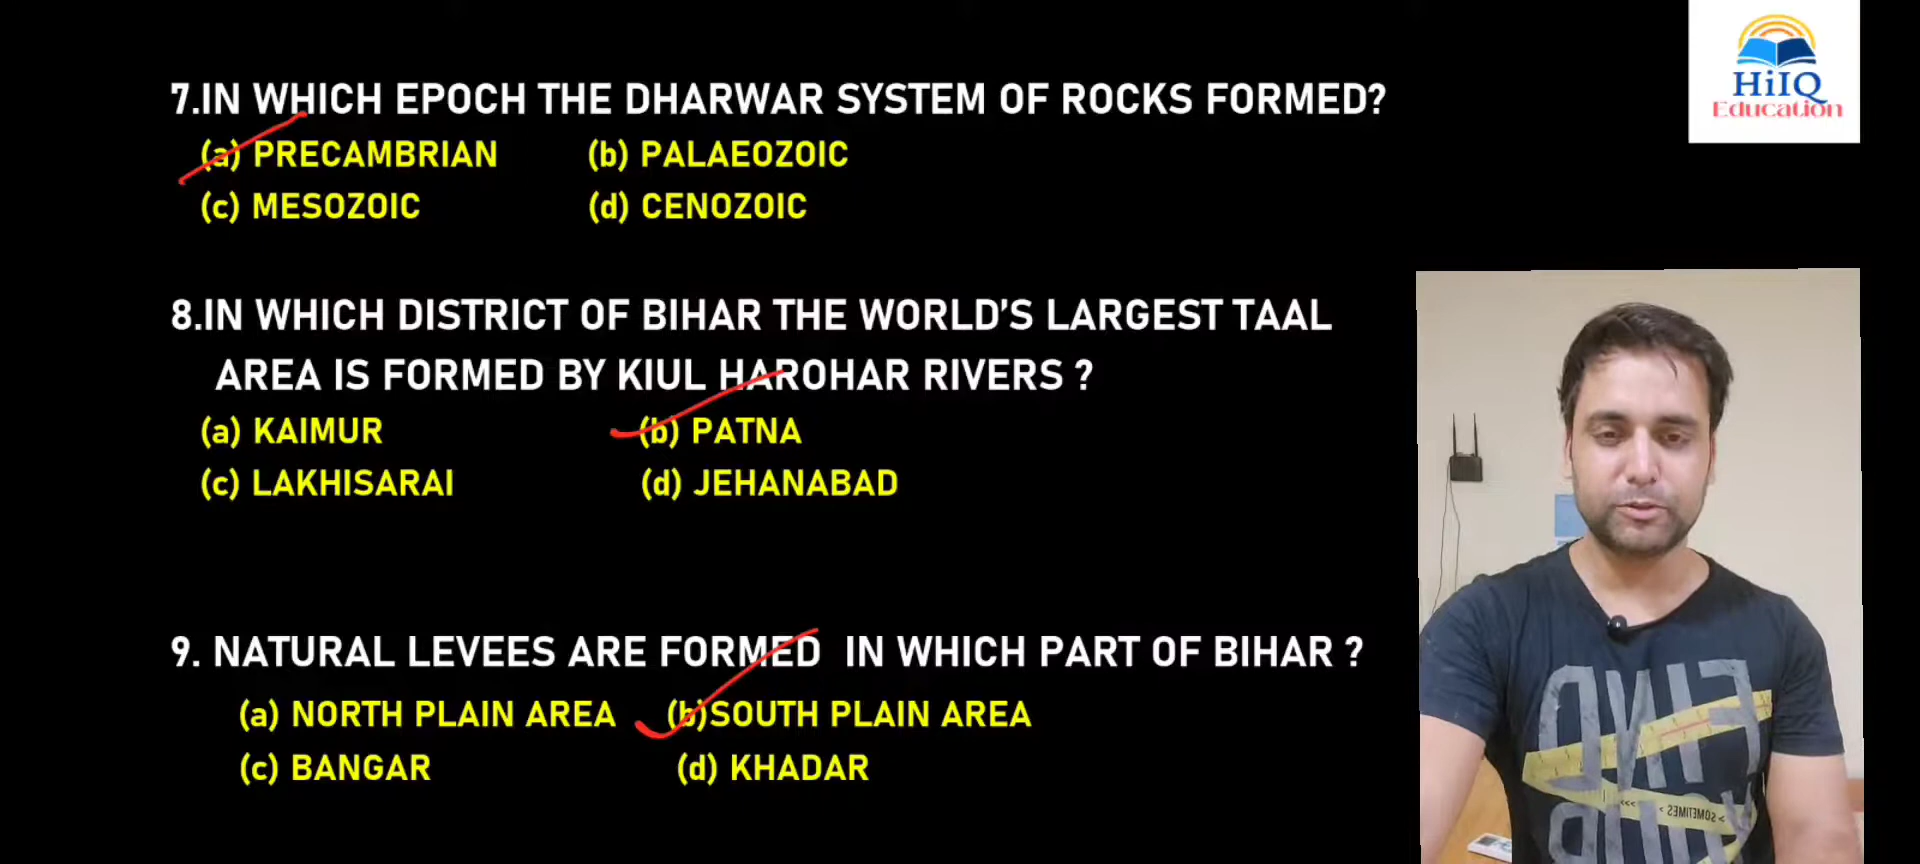 HiIQ
Education
7.IN WHICH EPOCH THE DHARWAR SYSTEM OF ROCKS FORMED?
(a) PRECAMBRIAN (b) PALAEOZOIC
(c) MESOZOIC (d) CENOZOIC
8.IN WHICH DISTRICT OF BIHAR THE WORLD'S LARGEST TAAL
AREA IS FORMED BY KIUL HAROHAR RIVERS ?
(a) KAIMUR (b) PATNA
(c) LAKHISARAI (d) JEHANABAD
9. NATURAL LEVEES ARE FORMED IN WHICH PART OF BIHAR ?
(a) NORTH PLAIN AREA (b)SOUTH PLAIN AREA
(c) BANGAR (d) KHADAR
FIND
< SOMETIMES >